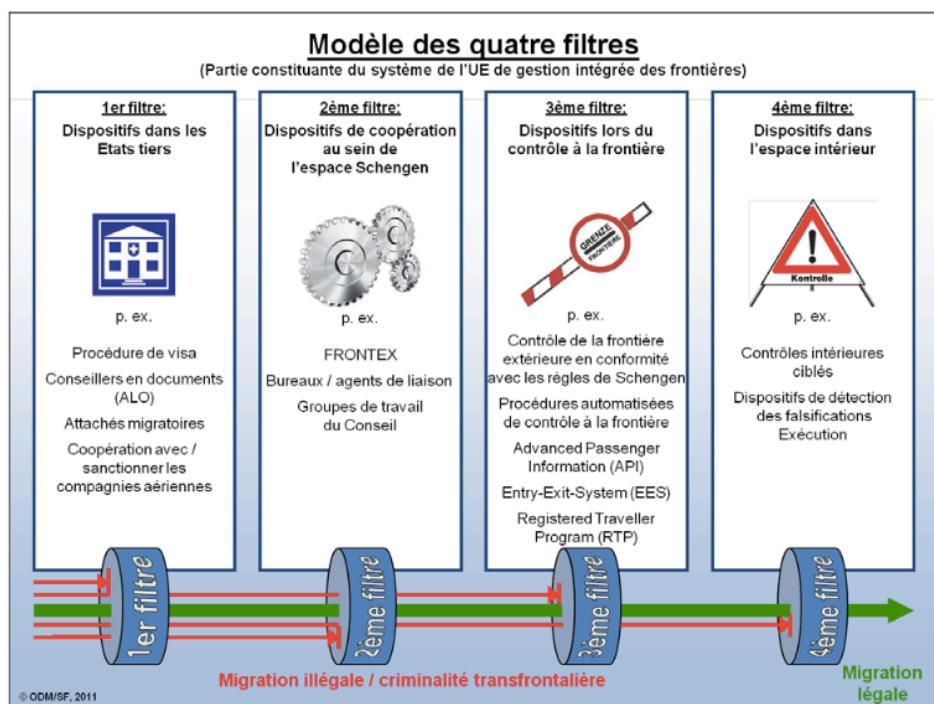 Modèle des quatre filtres
(Partie constituante du système de l'UE de gestion intégrée des frontières)
1er filtre:
Dispositifs dans les
Etats tiers
p. ex.
Procédure de visa
Conseillers en documents
(ALO)
Attachés migratoires
Coopération avec /
sanctionner les
compagnies aériennes
2ème filtre:
Dispositifs de coopération
au sein de
l'espace Schengen
p. ex.
FRONTEX
Bureaux / agents de liaison
Groupes de travail
du Conseil
3ème filtre:
Dispositifs lors du
contrôle à la frontière
GRENZE
FRONTIERE
p. ex.
Contrôle de la frontière
extérieure en conformité
avec les règles de Schengen
Procédures automatisées
de contrôle à la frontière
Advanced Passenger
Information (API)
Entry-Exit-System (EES)
Registered Traveller
Program (RTP)
4ème filtre:
Dispositifs dans
l'espace intérieur
!
Kontrolle
p. ex.
Contrôles intérieures
ciblés
Dispositifs de détection
des falsifications
Exécution
1er filtre
2ème filtre
3ème filtre
4ème filtre
Migration illégale / criminalité transfrontalière
Migration
légale
© ODM/SF, 2011